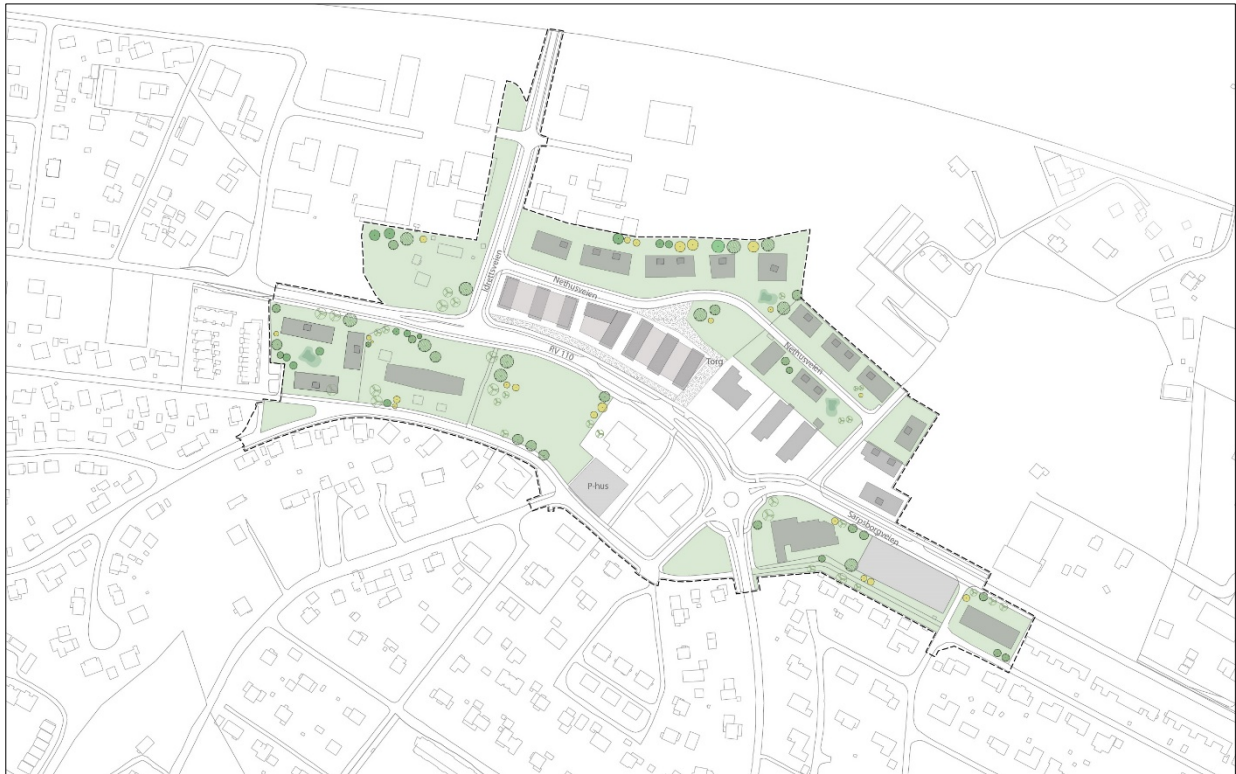 Idrettsveien
Nethusveien
RV 110
Torg
Nethusveien
P-hus
Sarpsborgveien